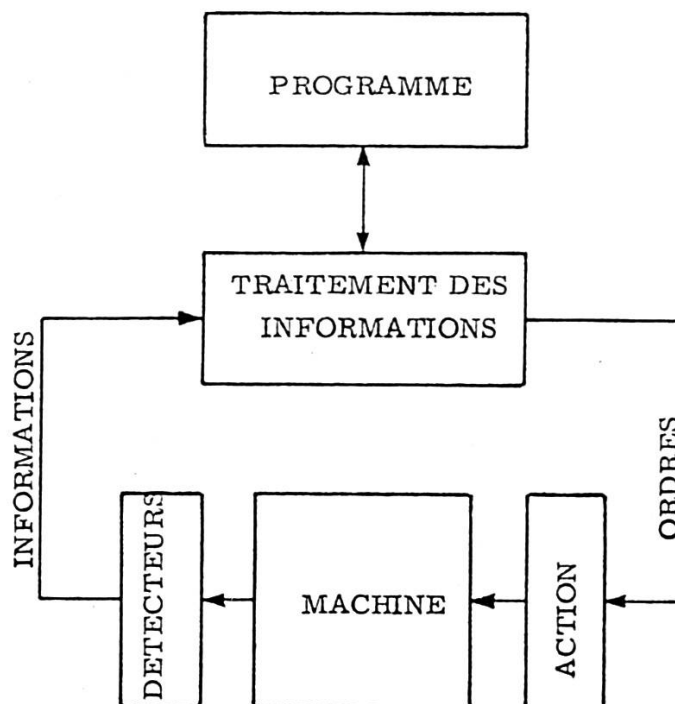 PROGRAMME
TRAITEMENT DES
INFORMATIONS
INFORMATIONS
ORDRES
DETECTEURS
MACHINE
ACTION